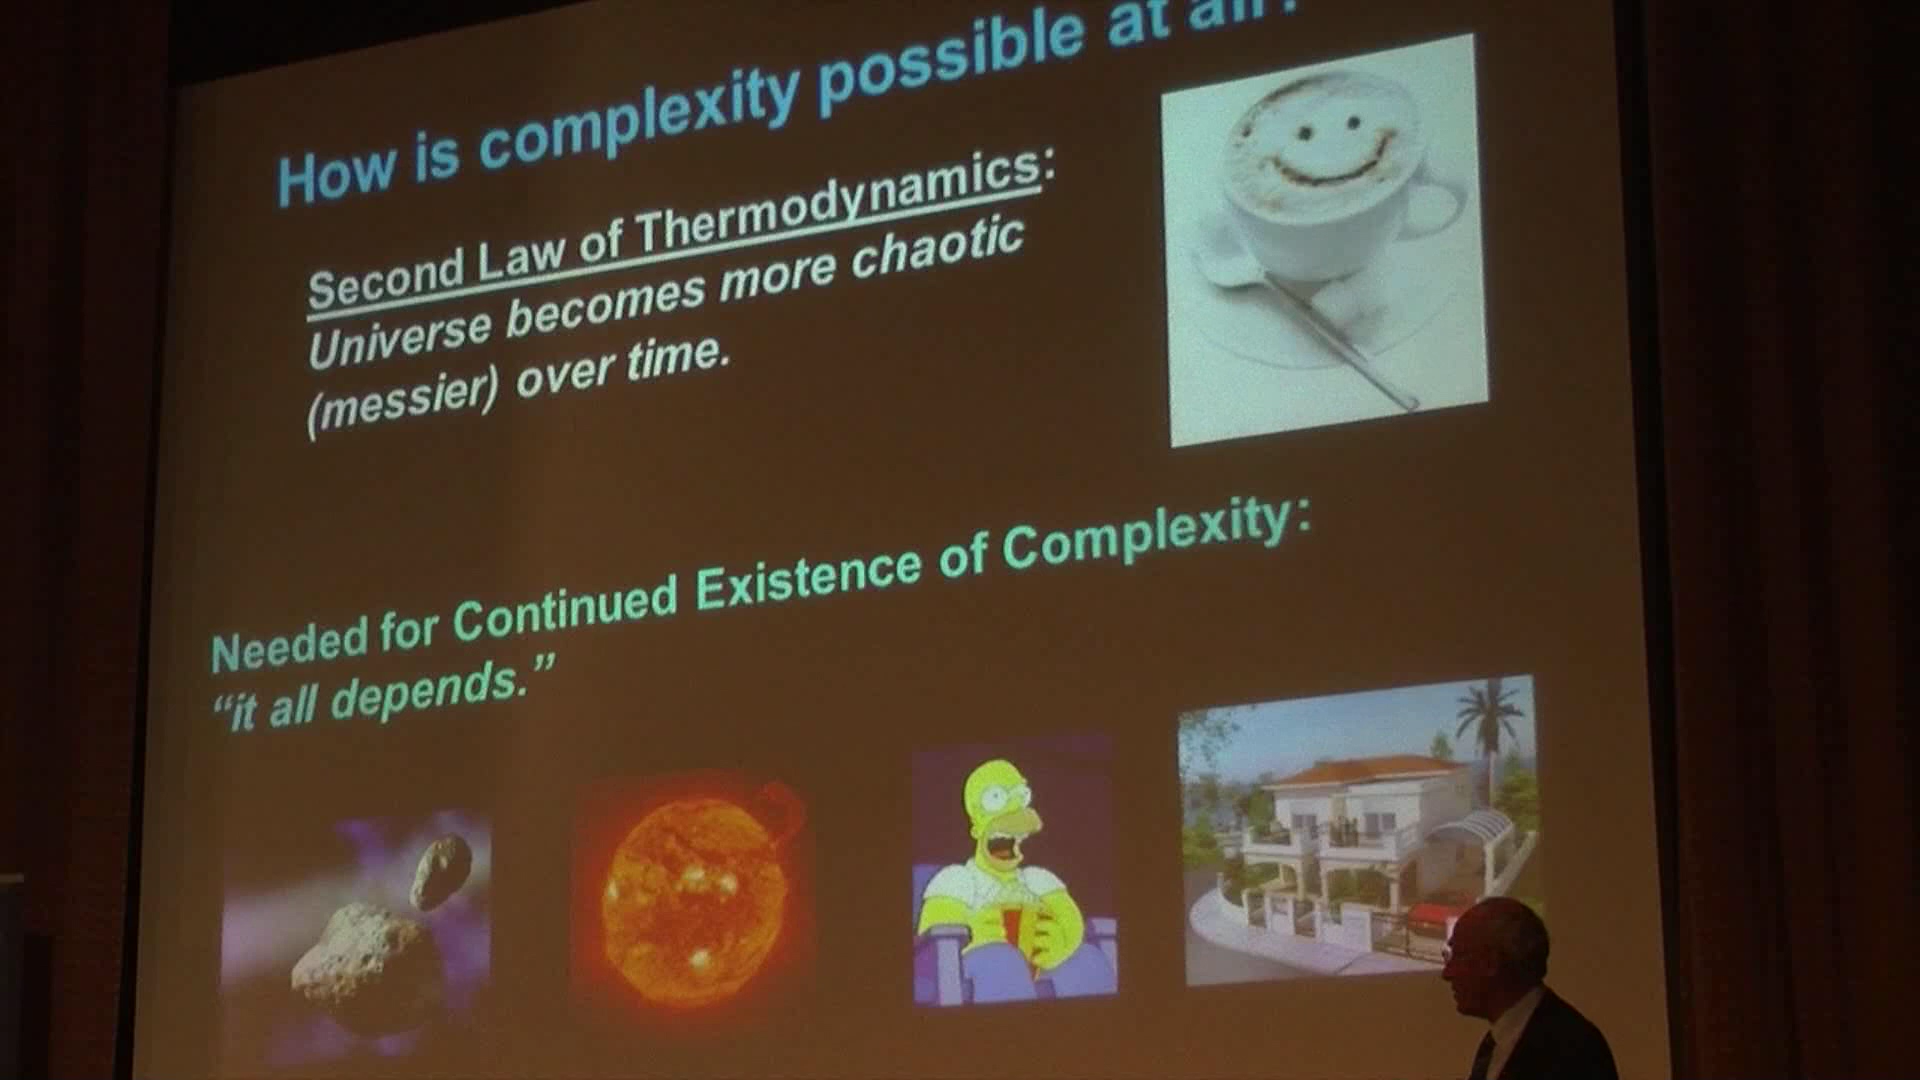 How is complexity possible at all?
Second Law of Thermodynamics:
Universe becomes more chaotic
(messier) over time.
Needed for Continued Existence of Complexity:
“it all depends.”